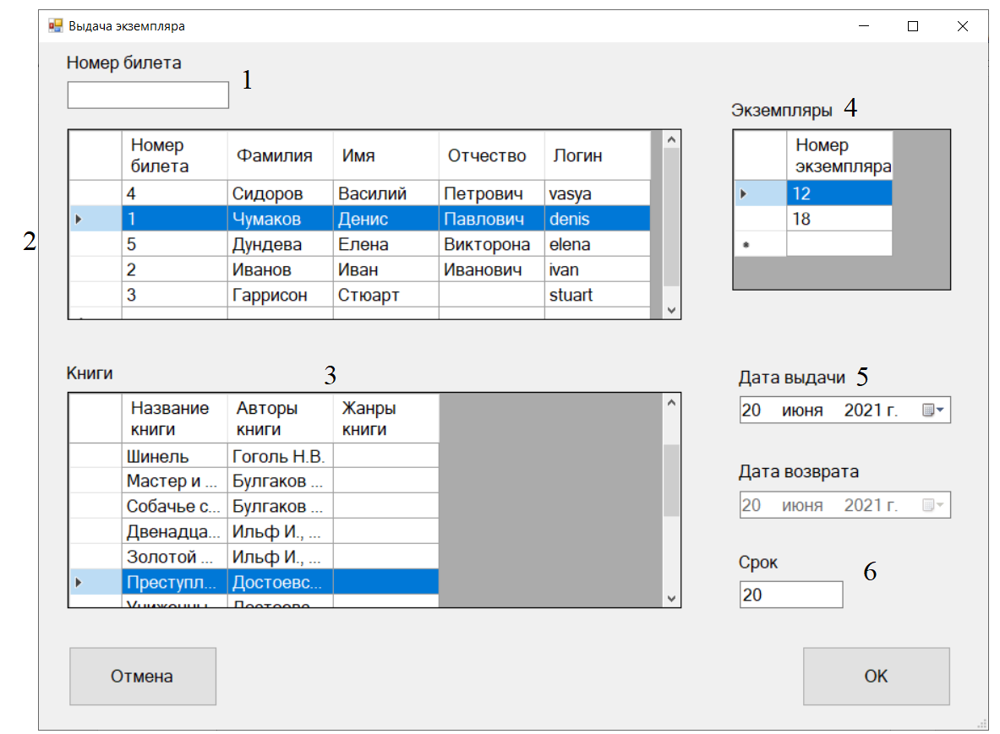 Выдача экземпляра
Номер билета
1
Экземпляры 4
Номер билета Фамилия Имя Отчество Логин
4 Сидоров Василий Петрович vasya
1 Чумаков Денис Павлович denis
5 Дундева Елена Викторона elena
2 Иванов Иван Иванович ivan
3 Гаррисон Стюарт stuart
2
Номер экземпляра
12
18
Книги
3
Название книги Авторы книги Жанры книги
Шинель Гоголь Н.В.
Мастер и ... Булгаков ...
Собачье с... Булгаков ...
Двенадца... Ильф И., ...
Золотой ... Ильф И., ...
Преступл... Достоевс...
Дата выдачи 5
20 июня 2021 г.
Дата возврата
20 июня 2021 г.
Срок
6
20
Отмена
OK